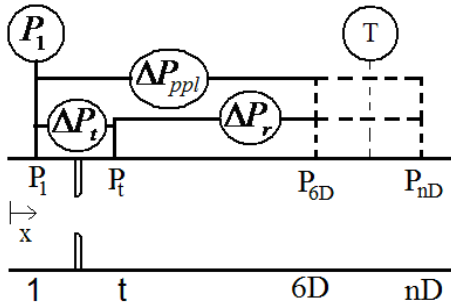 P1 T
ΔPppl
ΔPt ΔPr
P1 Pt P6D PnD
x
1 t 6D nD